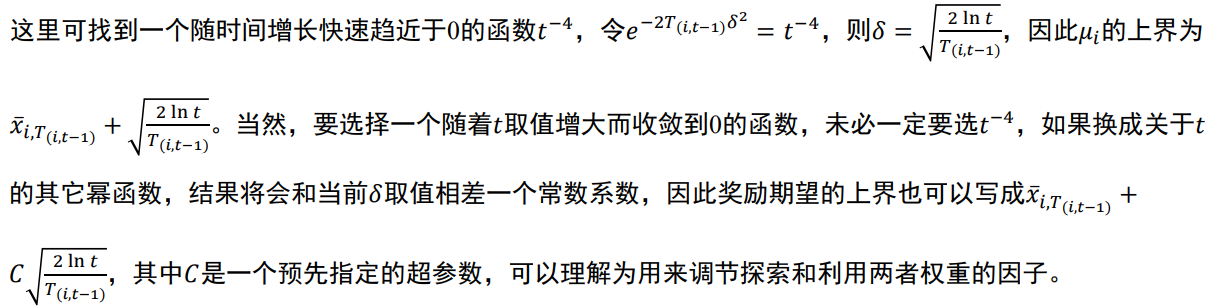 这里可找到一个随时间增长快速趋近于0的函数$t^{-4}$，令$e^{-2T_{(i,t-1)}\delta^2} = t^{-4}$，则$\delta = \sqrt{\frac{2 \ln t}{T_{(i,t-1)}}}$，因此$\mu_i$的上界为
$\bar{x}_{i,T_{(i,t-1)}} + \sqrt{\frac{2 \ln t}{T_{(i,t-1)}}}$。当然，要选择一个随着$t$取值增大而收敛到0的函数，未必一定要选$t^{-4}$，如果换成关于$t$
的其它幂函数，结果将会和当前$\delta$取值相差一个常数系数，因此奖励期望的上界也可以写成$\bar{x}_{i,T_{(i,t-1)}} +$
$C\sqrt{\frac{2 \ln t}{T_{(i,t-1)}}}$，其中$C$是一个预先指定的超参数，可以理解为用来调节探索和利用两者权重的因子。